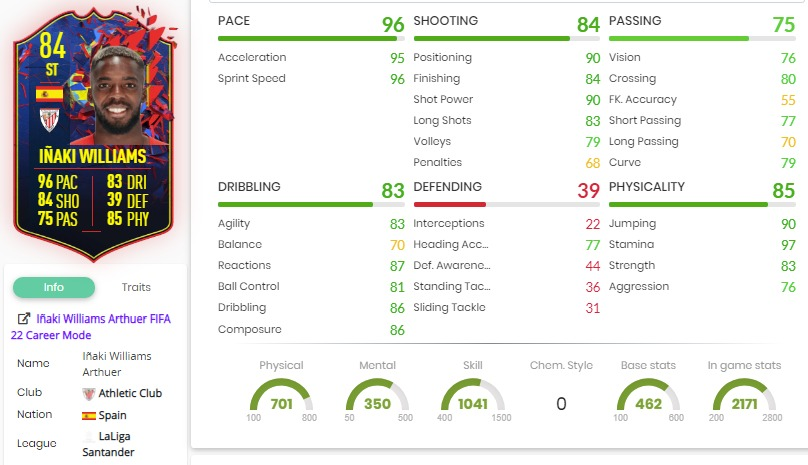 84
ST
IÑAKI WILLIAMS
96 PAC 83 DRI
84 SHO 39 DEF
75 PAS 85 PHY
Info Traits
Iñaki Williams Arthuer FIFA
22 Career Mode
Name Iñaki Williams
Arthuer
Club Athletic Club
Nation Spain
League LaLiga
Santander
PACE 96
Acceleration 95
Sprint Speed 96
SHOOTING 84
Positioning 90
Finishing 84
Shot Power 90
Long Shots 83
Volleys 79
Penalties 68
PASSING 75
Vision 76
Crossing 80
FK. Accuracy 55
Short Passing 77
Long Passing 70
Curve 79
DRIBBLING 83
Agility 83
Balance 70
Reactions 87
Ball Control 81
Dribbling 86
Composure 86
DEFENDING 39
Interceptions 22
Heading Acc... 77
Def. Awarene... 44
Standing Tac... 36
Sliding Tackle 31
PHYSICALITY 85
Jumping 90
Stamina 97
Strength 83
Aggression 76
Physical
701
100 800
Mental
350
50 500
Skill
1041
400 1500
Chem. Style
0
Base stats
462
100 600
In game stats
2171
200 2800